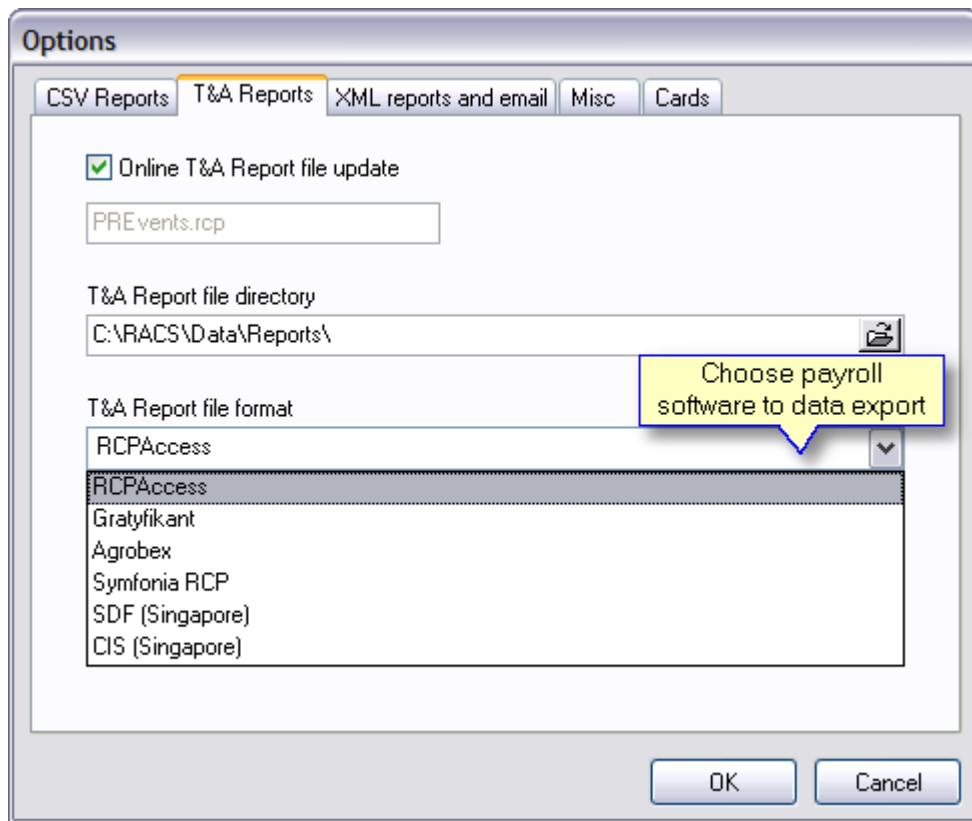 Options
CSV Reports T&A Reports XML reports and email Misc Cards
Online T&A Report file update
PREvents.rcp
T&A Report file directory
C:\RACS\Data\Reports\
Choose payroll
software to data export
T&A Report file format
RCPAccess
RCPAccess
Gratyfikant
Agrobex
Symfonia RCP
SDF (Singapore)
CIS (Singapore)
OK Cancel